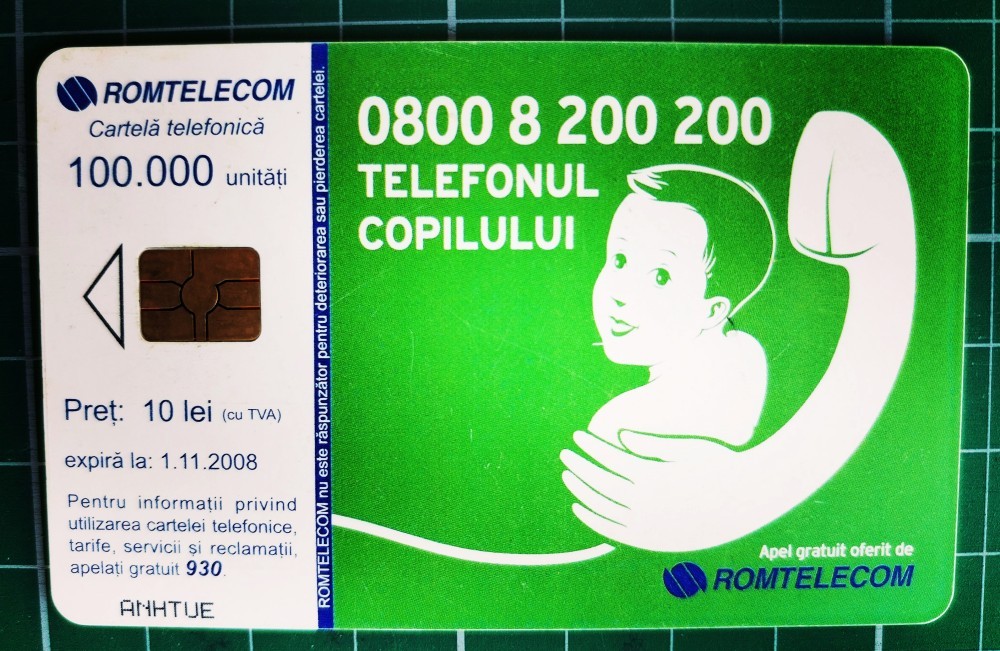 ROMTELECOM
Cartelă telefonică
100.000 unități
Preț: 10 lei (cu TVA)
expiră la: 1.11.2008
Pentru informații privind
utilizarea cartelei telefonice,
tarife, servicii și reclamații,
apelați gratuit 930.
ANHTUE
ROMTELECOM nu este răspunzător pentru deteriorarea sau pierderea cartelei.
0800 8 200 200
TELEFONUL
COPILULUI
Apel gratuit oferit de
ROMTELECOM